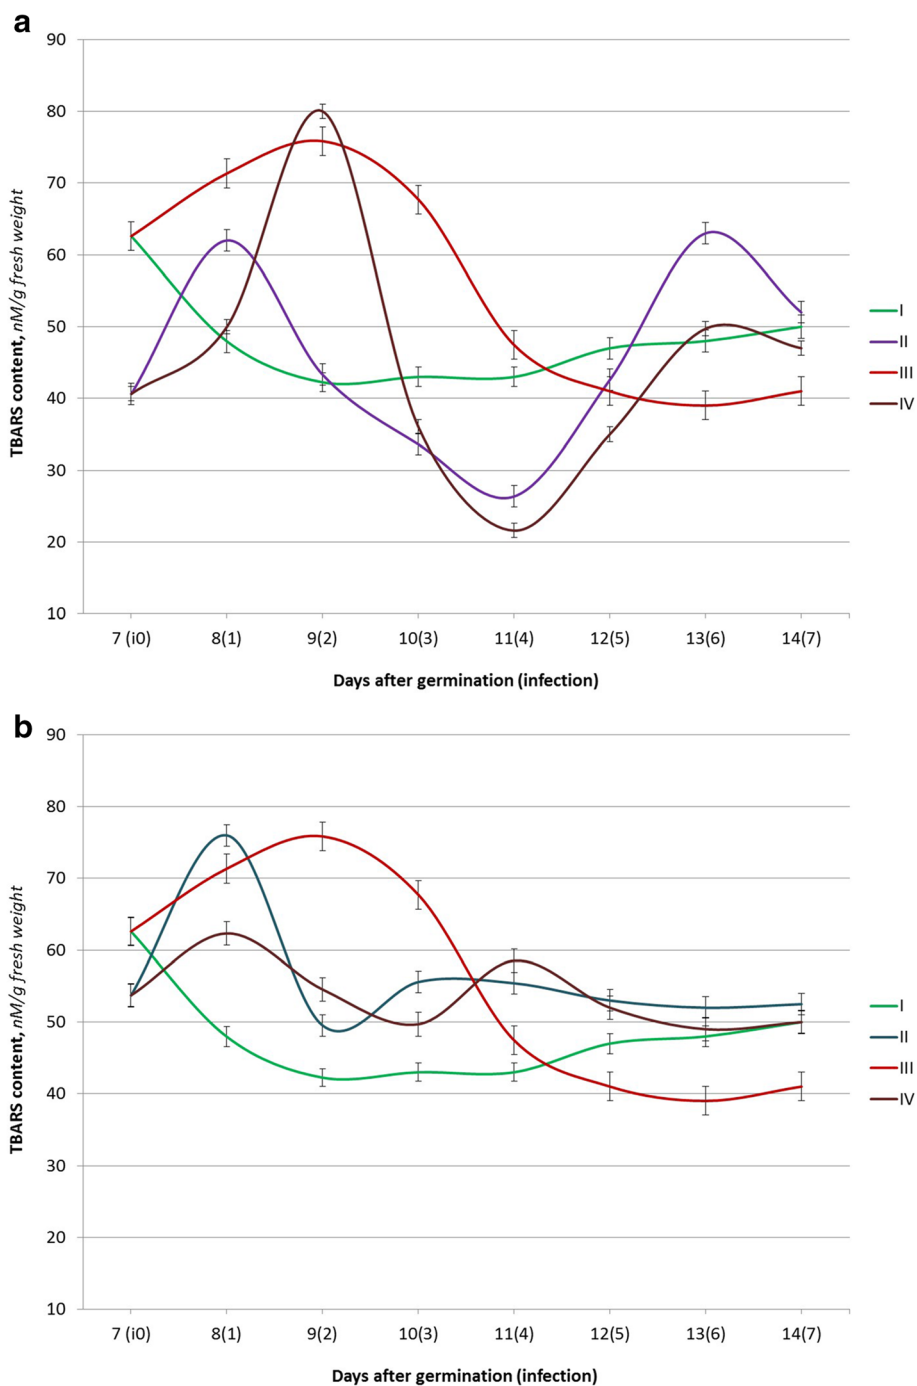 a
90
80
70
60
50
40
30
20
10
TBARS content, nM/g fresh weight
7 (i0) 8(1) 9(2) 10(3) 11(4) 12(5) 13(6) 14(7)
Days after germination (infection)
I
II
III
IV
b
90
80
70
60
50
40
30
20
10
TBARS content, nM/g fresh weight
7 (i0) 8(1) 9(2) 10(3) 11(4) 12(5) 13(6) 14(7)
Days after germination (infection)
I
II
III
IV